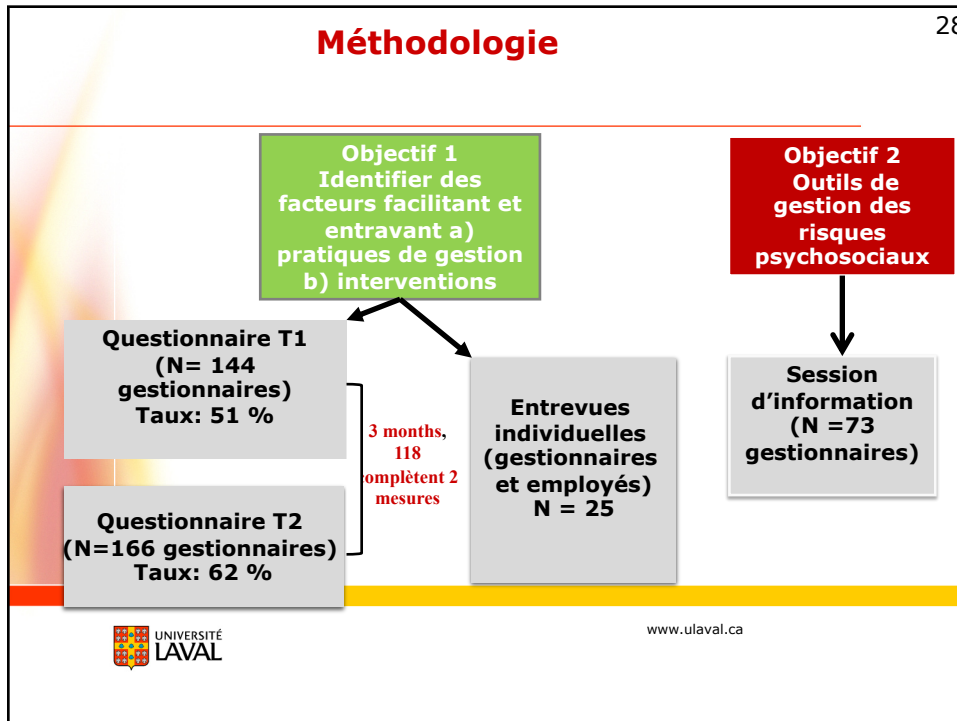 28
Méthodologie
Objectif 1
Identifier des
facteurs facilitant et
entravant a)
pratiques de gestion
b) interventions
Objectif 2
Outils de
gestion des
risques
psychosociaux
Questionnaire T1
(N= 144
gestionnaires)
Taux: 51 %
3 months,
118
omplètent 2
mesures
Questionnaire T2
(N=166 gestionnaires)
Taux: 62 %
Entrevues
individuelles
(gestionnaires
et employés)
N = 25
Session
d’information
(N =73
gestionnaires)
UNIVERSITÉ
LAVAL
www.ulaval.ca